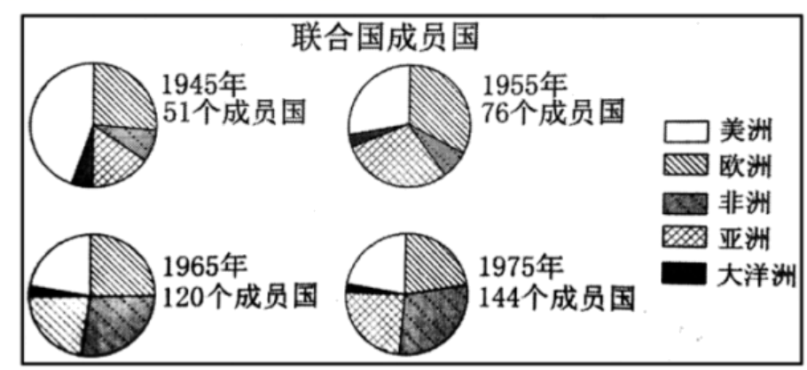 联合国成员国
1945年
51个成员国
1955年
76个成员国
1965年
120个成员国
1975年
144个成员国
美洲
欧洲
非洲
亚洲
大洋洲